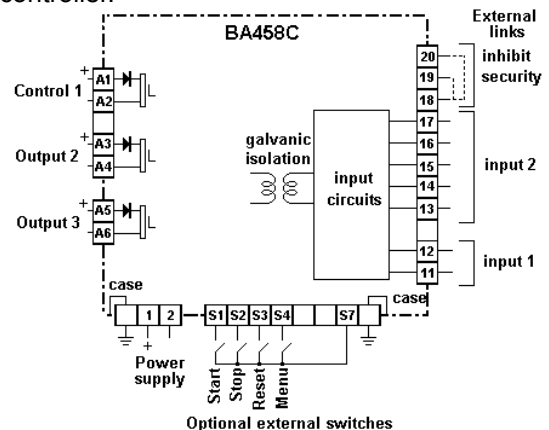 controller.
BA458C
External
links
20
inhibit
19
security
18
+
A1
Control 1
A2
17
16
galvanic
isolation
input
circuits
15
input 2
14
13
+
A3
Output 2
A4
+
A5
Output 3
A6
12
input 1
11
case
case
1
2
S1
S2
S3
S4
S7
+
Power
supply
Start
Stop
Reset
Menu
Optional external switches